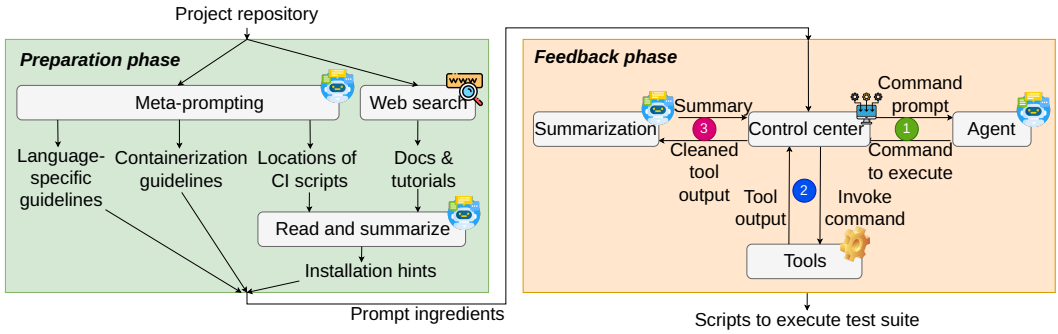 Project repository
Preparation phase
Meta-prompting
Web search
www
Language-
specific
guidelines
Containerization
guidelines
Locations of
CI scripts
Docs &
tutorials
Read and summarize
Installation hints
Prompt ingredients
Feedback phase
Summarization
Summary
3
Cleaned
tool
output
Control center
Command
prompt
1
Command
to execute
Agent
Tool
output
2
Invoke
command
Tools
Scripts to execute test suite